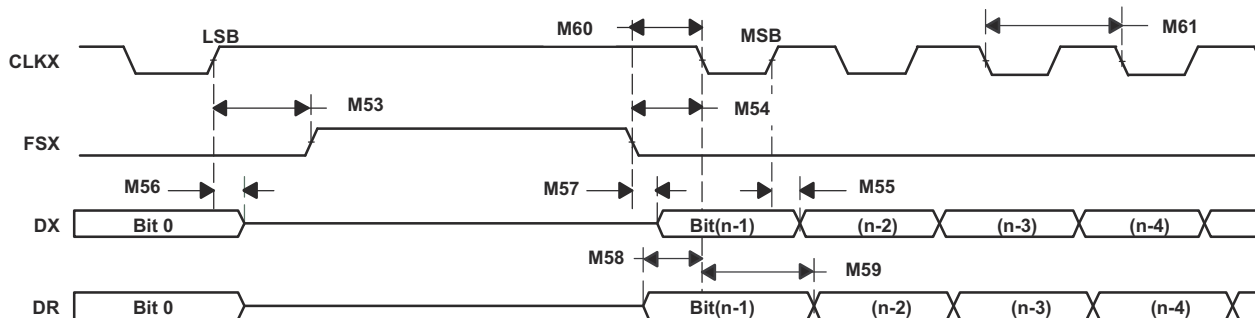 LSB
M60
MSB
M61
CLKX
M53
M54
FSX
M56
M57
M55
DX
Bit 0
Bit(n-1)
(n-2)
(n-3)
(n-4)
M58
M59
DR
Bit 0
Bit(n-1)
(n-2)
(n-3)
(n-4)